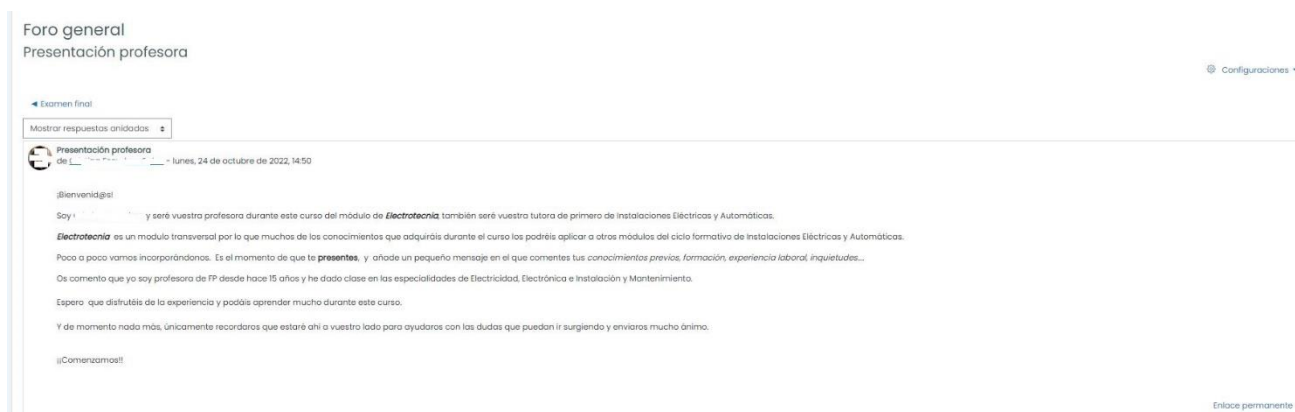 Foro general
Presentación profesora
Configuraciones
◄ Examen final
Mostrar respuestas anidadas
Presentación profesora
de - lunes, 24 de octubre de 2022, 14:50
¡Bienvenid@s!
Soy y seré vuestra profesora durante este curso del módulo de Electrotecnia, también seré vuestra tutora de primero de Instalaciones Eléctricas y Automáticas.
Electrotecnia es un modulo transversal por lo que muchos de los conocimientos que adquiráis durante el curso los podréis aplicar a otros módulos del ciclo formativo de Instalaciones Eléctricas y Automáticas.
Poco a poco vamos incorporándonos. Es el momento de que te presentes, y añade un pequeño mensaje en el que comentes tus conocimientos previos, formación, experiencia laboral, inquietudes....
Os comento que yo soy profesora de FP desde hace 15 años y he dado clase en las especialidades de Electricidad, Electrónica e Instalación y Mantenimiento.
Espero que disfrutéis de la experiencia y podáis aprender mucho durante este curso.
Y de momento nada más, únicamente recordaros que estaré ahí a vuestro lado para ayudaros con las dudas que puedan ir surgiendo y enviaros mucho ánimo.
¡¡Comenzamos!!
Enlace permanente